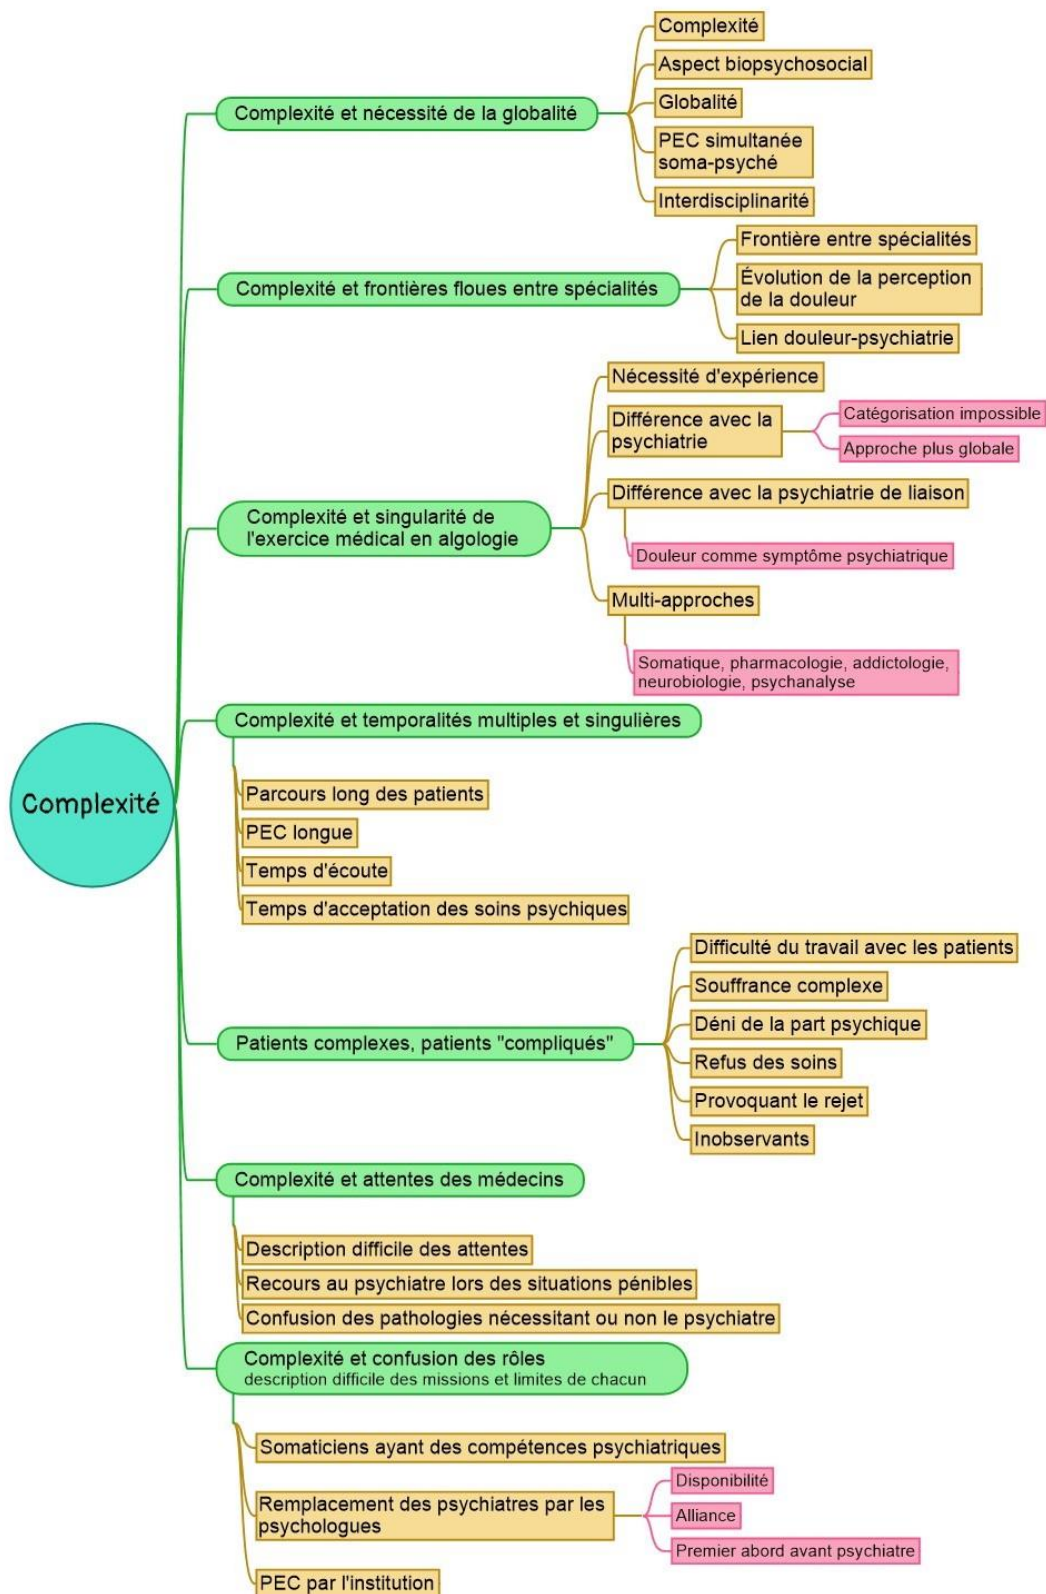 Complexité
Complexité et nécessité de la globalité
Complexité
Aspect biopsychosocial
Globalité
PEC simultanée
soma-psyché
Interdisciplinarité
Complexité et frontières floues entre spécialités
Frontière entre spécialités
Évolution de la perception
de la douleur
Lien douleur-psychiatrie
Complexité et singularité de
l'exercice médical en algologie
Nécessité d'expérience
Différence avec la
psychiatrie
Catégorisation impossible
Approche plus globale
Différence avec la psychiatrie de liaison
Douleur comme symptôme psychiatrique
Multi-approches
Somatique, pharmacologie, addictologie,
neurobiologie, psychanalyse
Complexité et temporalités multiples et singulières
Parcours long des patients
PEC longue
Temps d'écoute
Temps d'acceptation des soins psychiques
Patients complexes, patients "compliqués"
Difficulté du travail avec les patients
Souffrance complexe
Déni de la part psychique
Refus des soins
Provoquant le rejet
Inobservants
Complexité et attentes des médecins
Description difficile des attentes
Recours au psychiatre lors des situations pénibles
Confusion des pathologies nécessitant ou non le psychiatre
Complexité et confusion des rôles
description difficile des missions et limites de chacun
Somaticiens ayant des compétences psychiatriques
Remplacement des psychiatres par les
psychologues
Disponibilité
Alliance
Premier abord avant psychiatre
PEC par l'institution